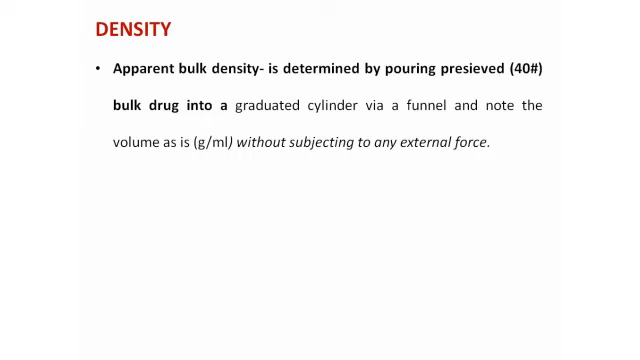 DENSITY
• Apparent bulk density- is determined by pouring presieved (40#)
bulk drug into a graduated cylinder via a funnel and note the
volume as is (g/ml) without subjecting to any external force.